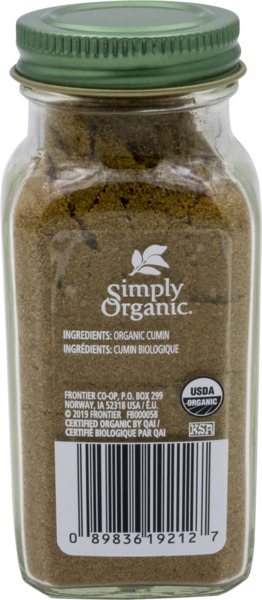 Simply
Organic.
INGREDIENTS: ORGANIC CUMIN
INGRÉDIENTS: CUMIN BIOLOGIQUE
FRONTIER CO-OP, P.O. BOX 299
NORWAY, IA 52318 USA / É.U.
© 2019 FRONTIER FB00005B
CERTIFIED ORGANIC BY QAI /
CERTIFIÉ BIOLOGIQUE PAR QAI
USDA
ORGANIC
KSA
0 89836 19212 7